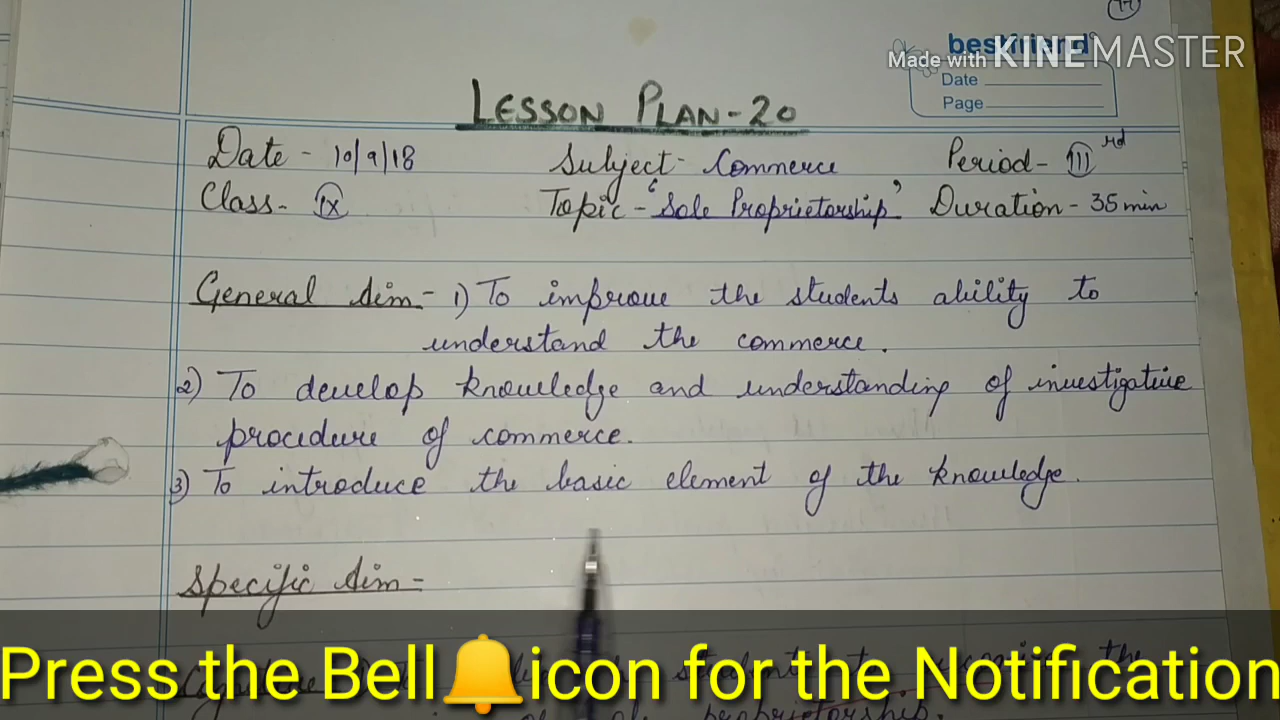 bestfriend
Made with KINEMASTER
Date
Page
LESSON PLAN-20
Date - 10/9/18 Subject- Commerce Period- III rd
Class- IX Topic - "Sole Proprietorship" Duration - 35 min
General Aim - 1) To improve the students ability to
understand the commerce.
2) To develop knowledge and understanding of investigative
procedure of commerce.
3) To introduce the basic element of the knowledge.
Specific Aim -
Press the Bell🔔icon for the Notification
the
proprietorship.